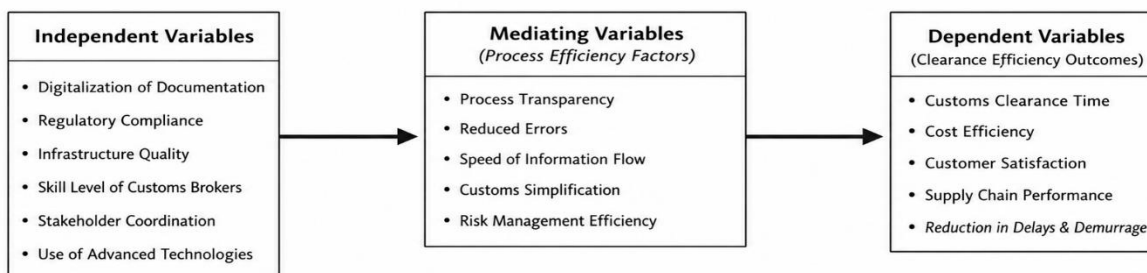 Independent Variables
• Digitalization of Documentation
• Regulatory Compliance
• Infrastructure Quality
• Skill Level of Customs Brokers
• Stakeholder Coordination
• Use of Advanced Technologies
Mediating Variables
(Process Efficiency Factors)
• Process Transparency
• Reduced Errors
• Speed of Information Flow
• Customs Simplification
• Risk Management Efficiency
Dependent Variables
(Clearance Efficiency Outcomes)
• Customs Clearance Time
• Cost Efficiency
• Customer Satisfaction
• Supply Chain Performance
• Reduction in Delays & Demurrage